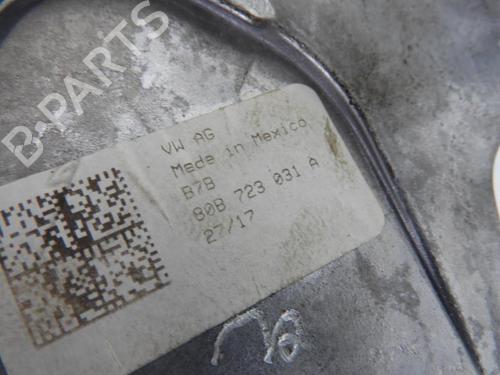 B-PARTS
VW AG
Made in Mexico
B7B
80B 723 031 A
27/17